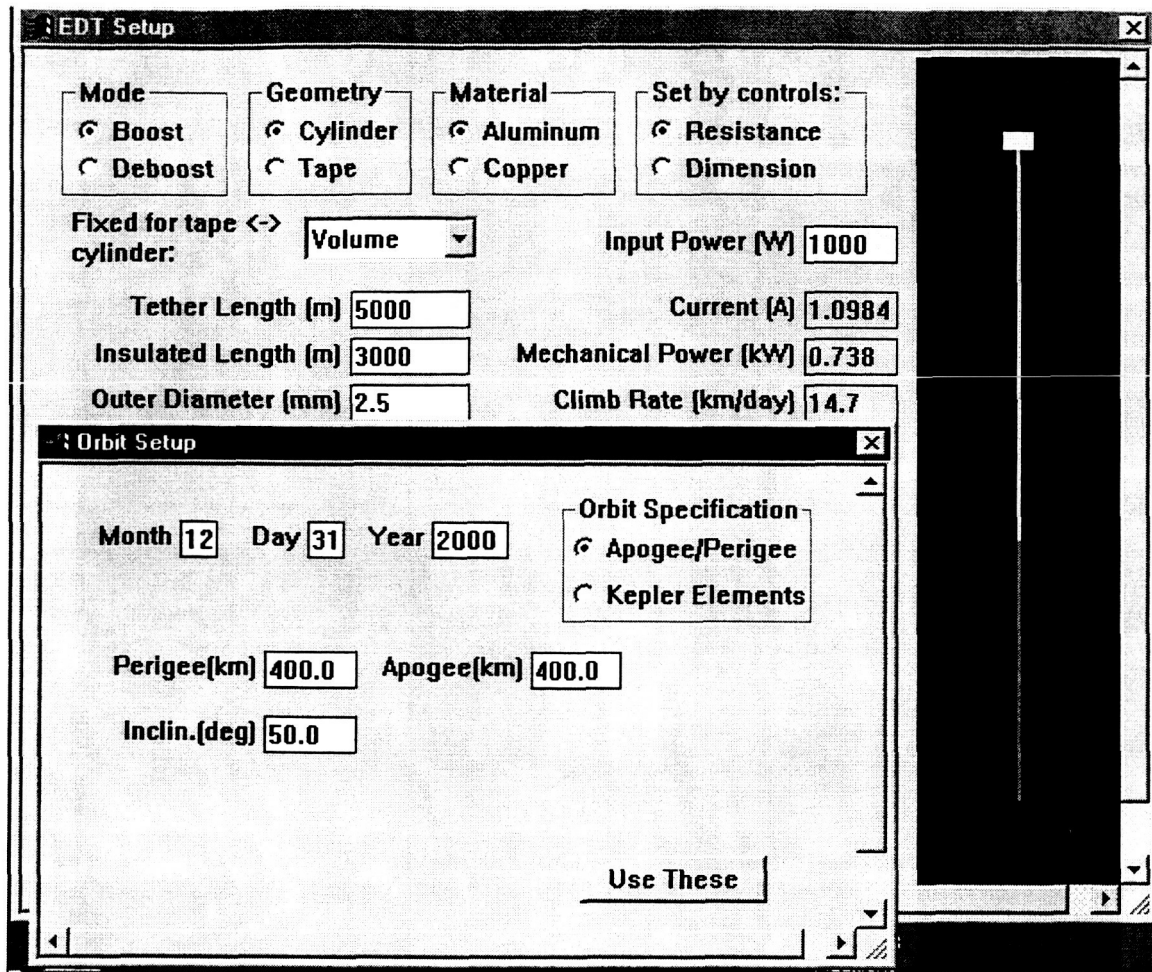 EDT Setup
Mode Geometry Material Set by controls:
Boost Cylinder Aluminum Resistance
Deboost Tape Copper Dimension
Fixed for tape <-> cylinder: Volume Input Power (W) 1000
Tether Length (m) 5000 Current (A) 1.0984
Insulated Length (m) 3000 Mechanical Power (kW) 0.738
Outer Diameter (mm) 2.5 Climb Rate (km/day) 14.7
Orbit Setup
Orbit Specification
Month 12 Day 31 Year 2000
Apogee/Perigee
Kepler Elements
Perigee(km) 400.0 Apogee(km) 400.0
Inclin.(deg) 50.0
Use These